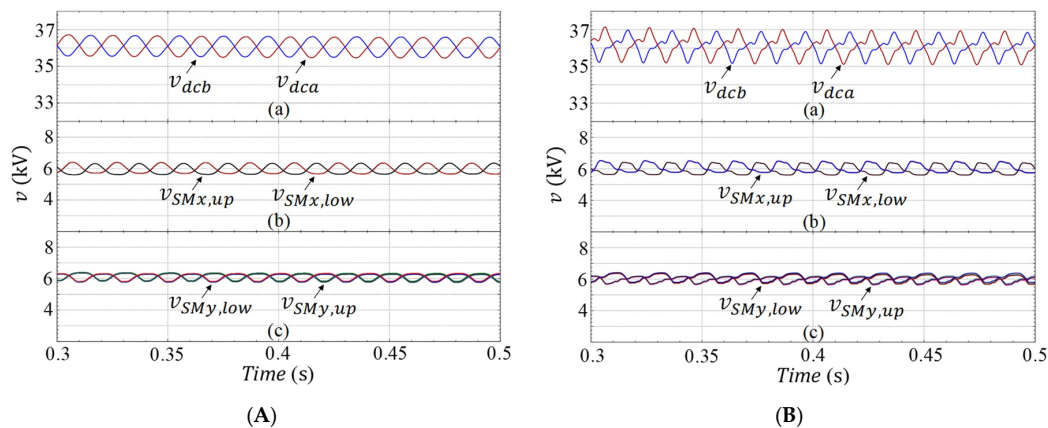 37
35
33
v_dcb
v_dca
(a)
8
6
4
v_SMx,up
v_SMx,low
(b)
8
6
4
v_SMy,low
v_SMy,up
(c)
v (kV)
0.3 0.35 0.4 0.45 0.5
Time (s)
(A)
37
35
33
v_dcb
v_dca
(a)
8
6
4
v_SMx,up
v_SMx,low
(b)
8
6
4
v_SMy,low
v_SMy,up
(c)
v (kV)
0.3 0.35 0.4 0.45 0.5
Time (s)
(B)